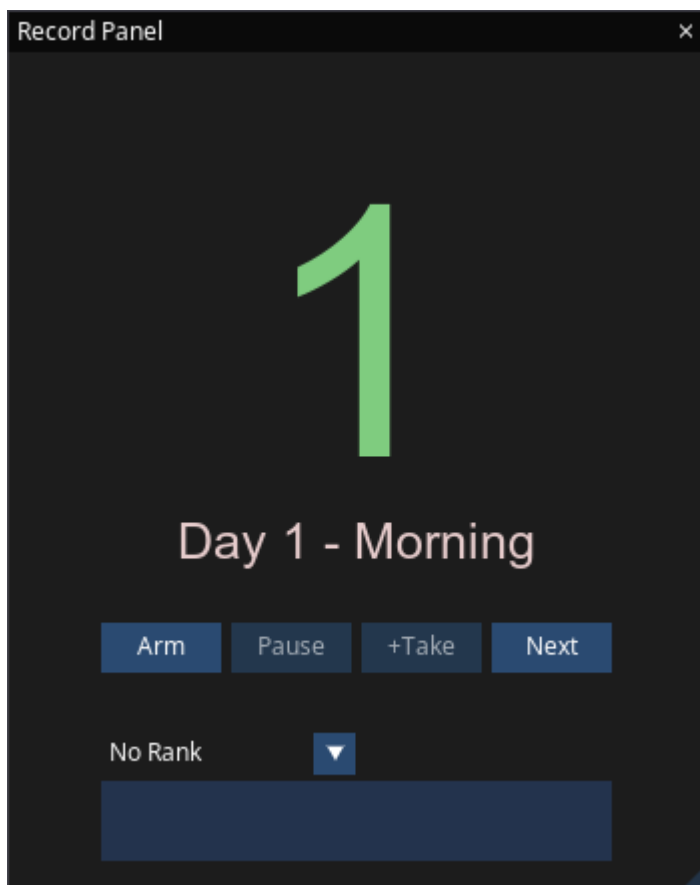 Record Panel ×
1
Day 1 - Morning
Arm Pause +Take Next
No Rank